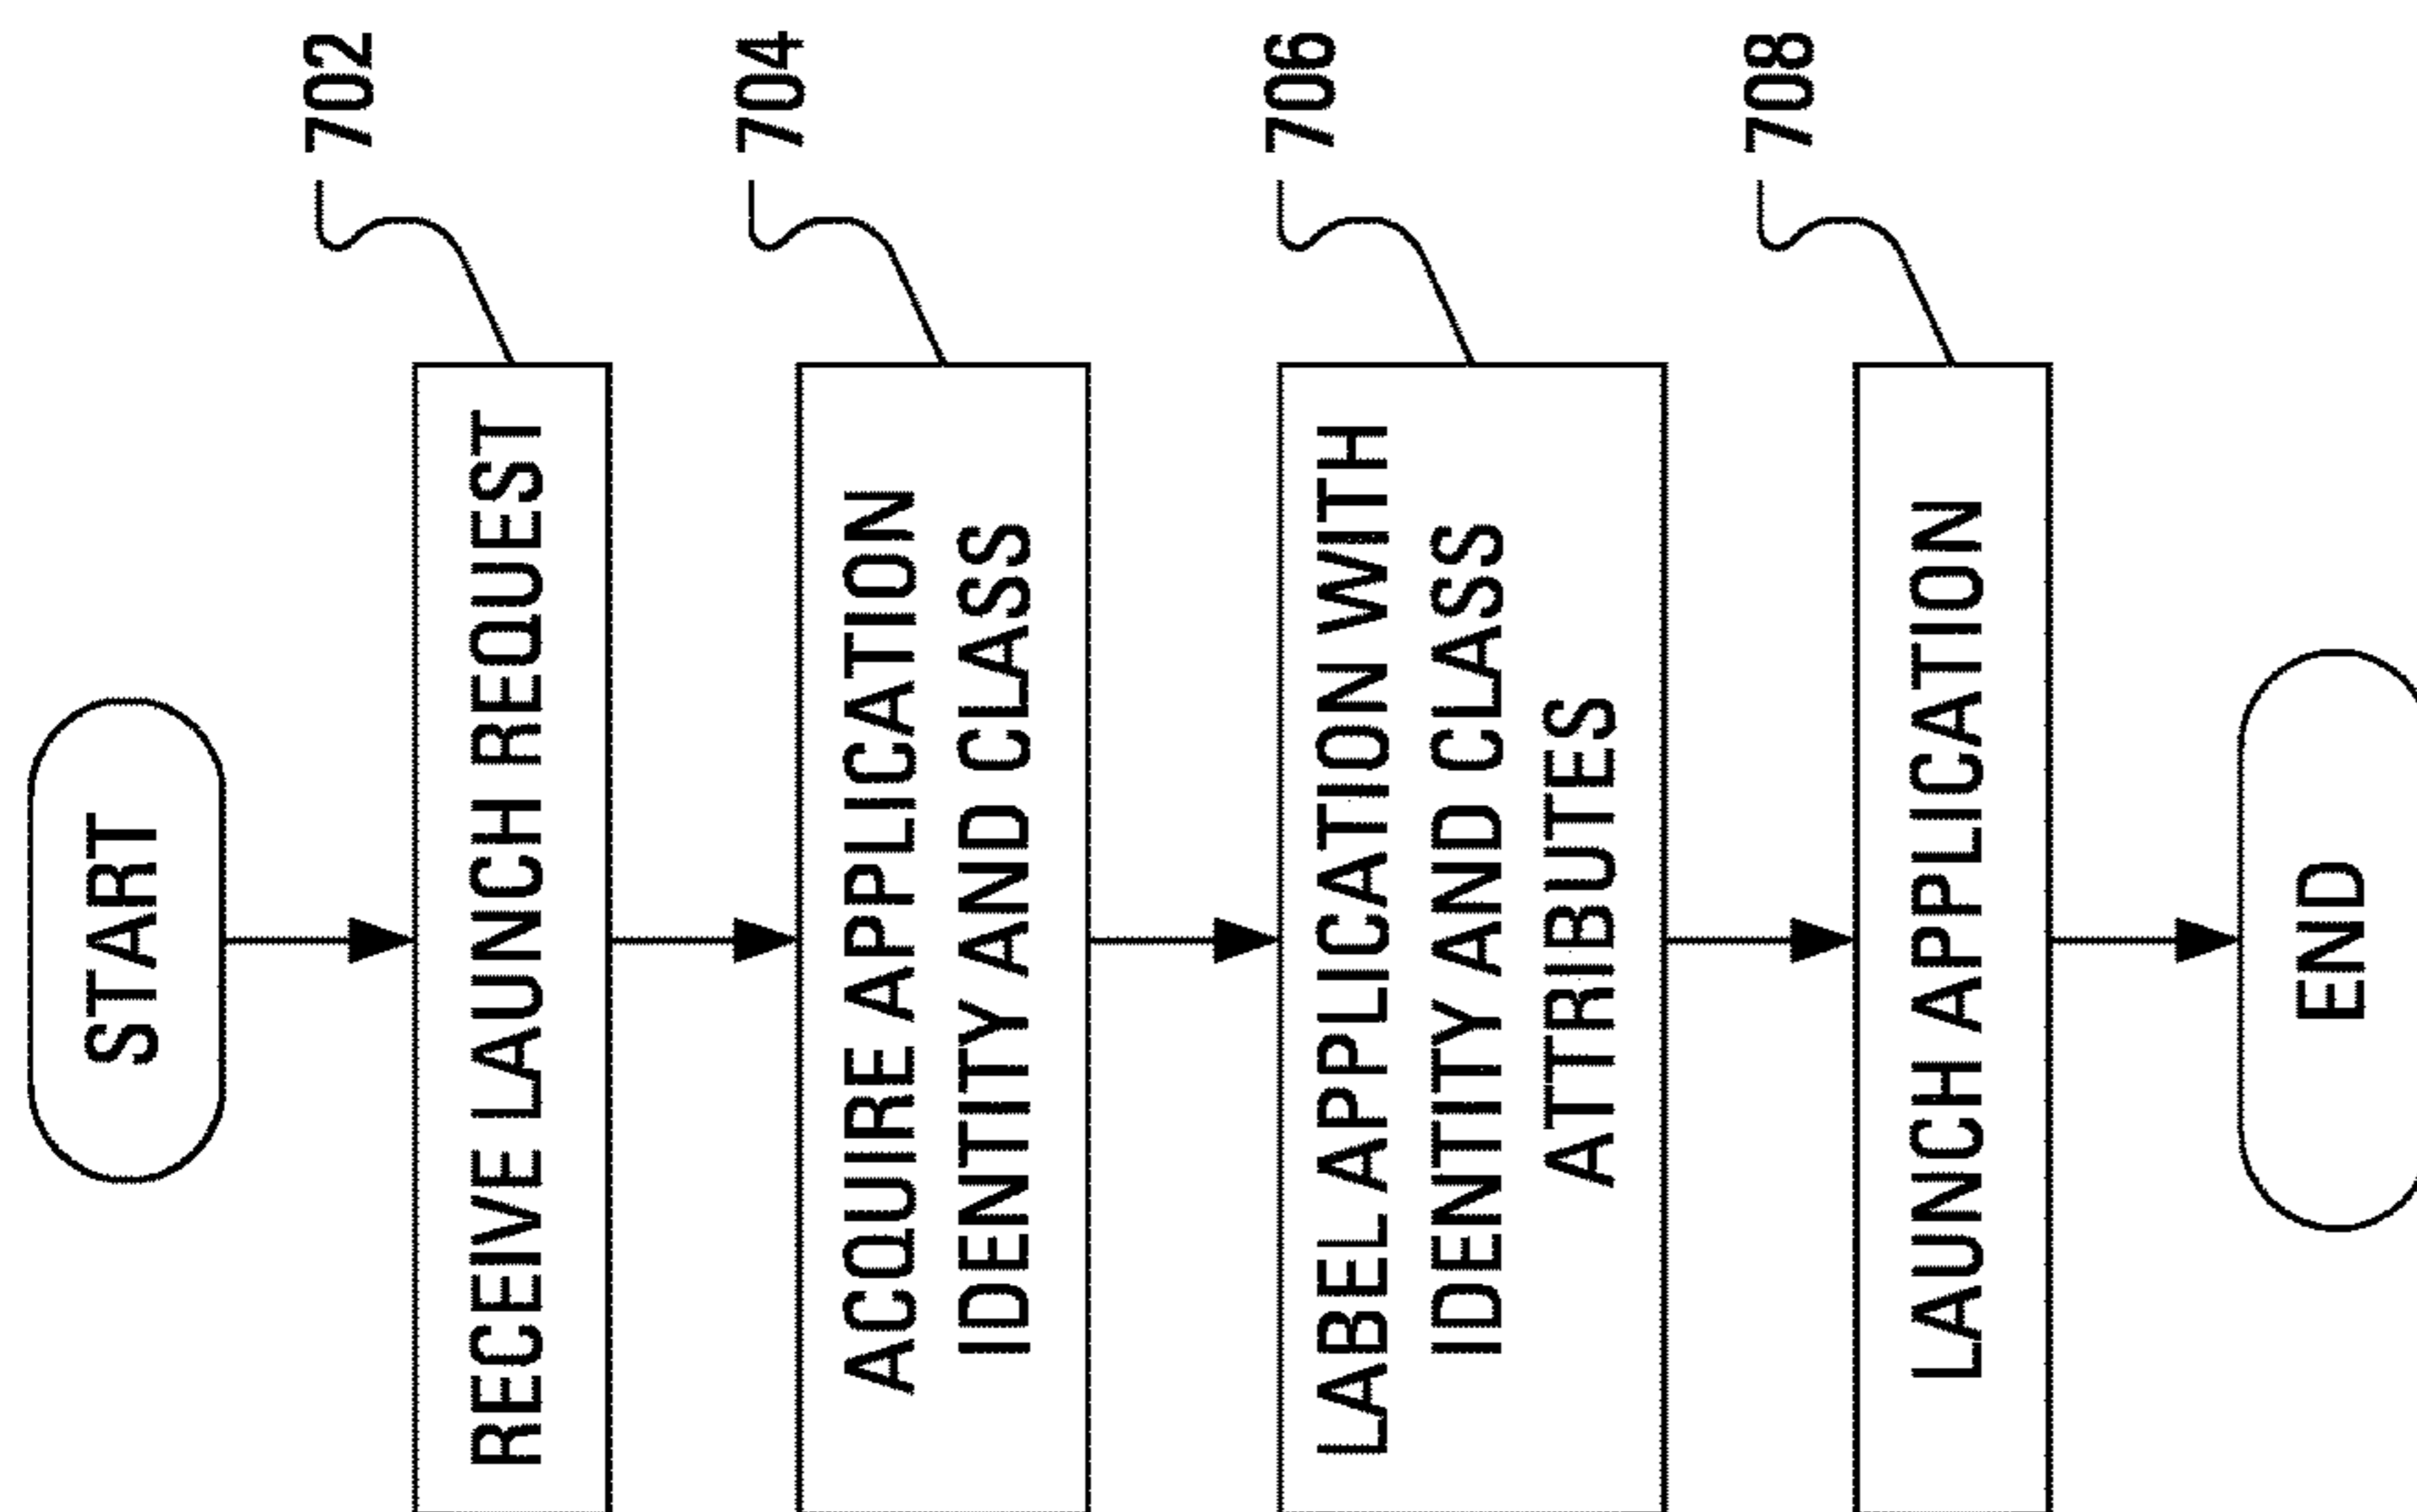 START
702
RECEIVE LAUNCH REQUEST
704
ACQUIRE APPLICATION
IDENTITY AND CLASS
706
LABEL APPLICATION WITH
IDENTITY AND CLASS
ATTRIBUTES
708
LAUNCH APPLICATION
END